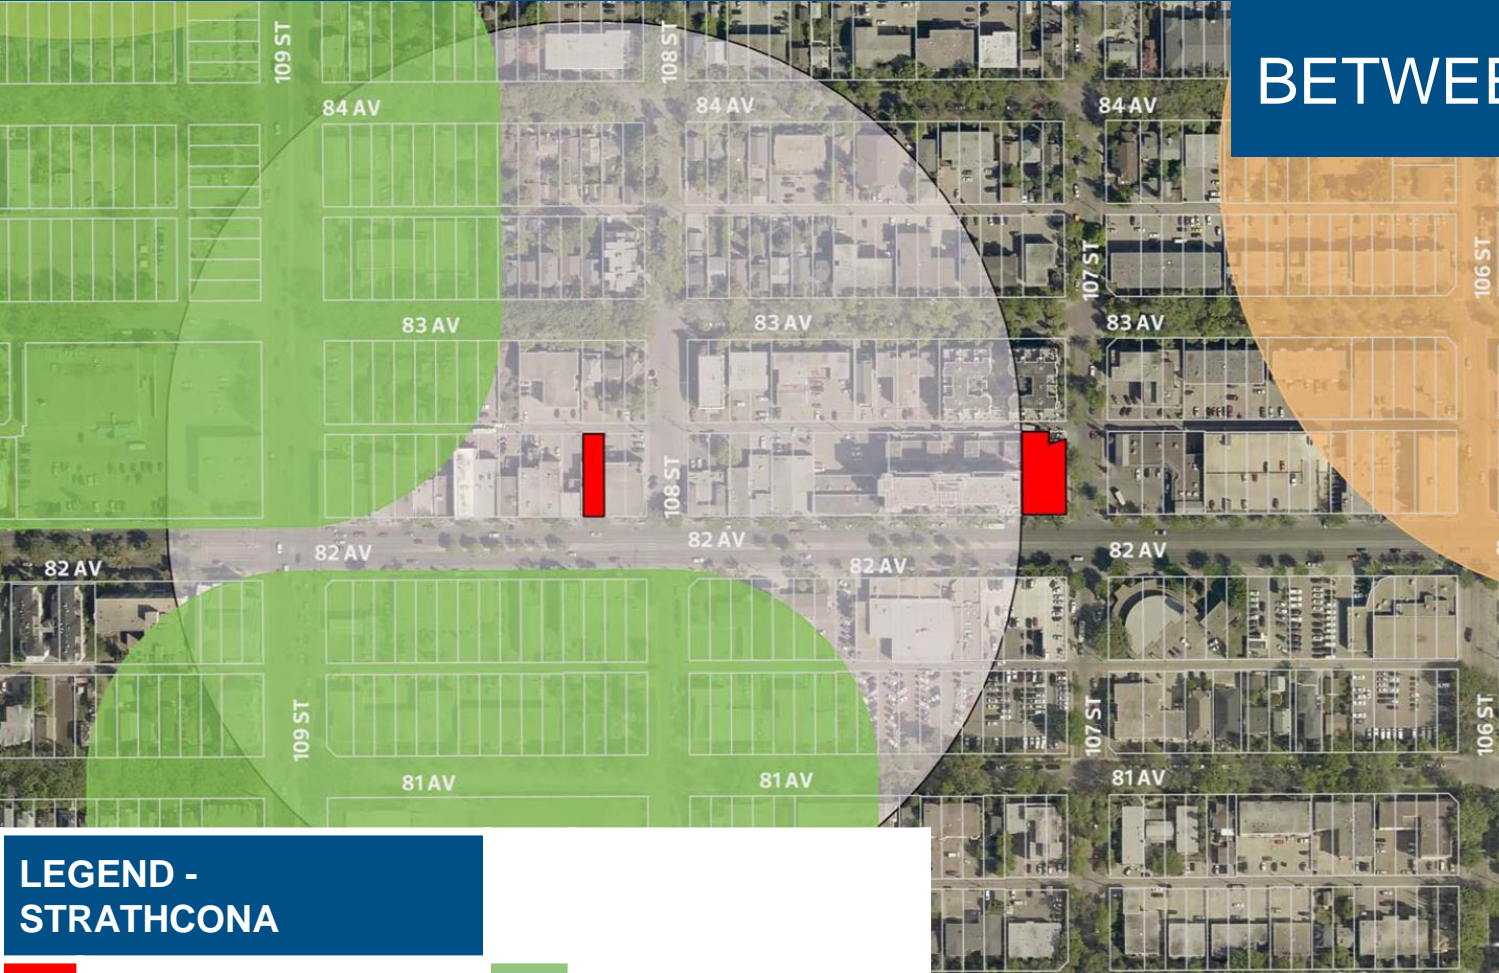 BETWEE
109 ST
108 ST
84 AV
84 AV
84 AV
107 ST
106 ST
83 AV
83 AV
83 AV
108 ST
82 AV
82 AV
82 AV
82 AV
82 AV
109 ST
107 ST
106 ST
81 AV
81 AV
81 AV
LEGEND -
STRATHCONA